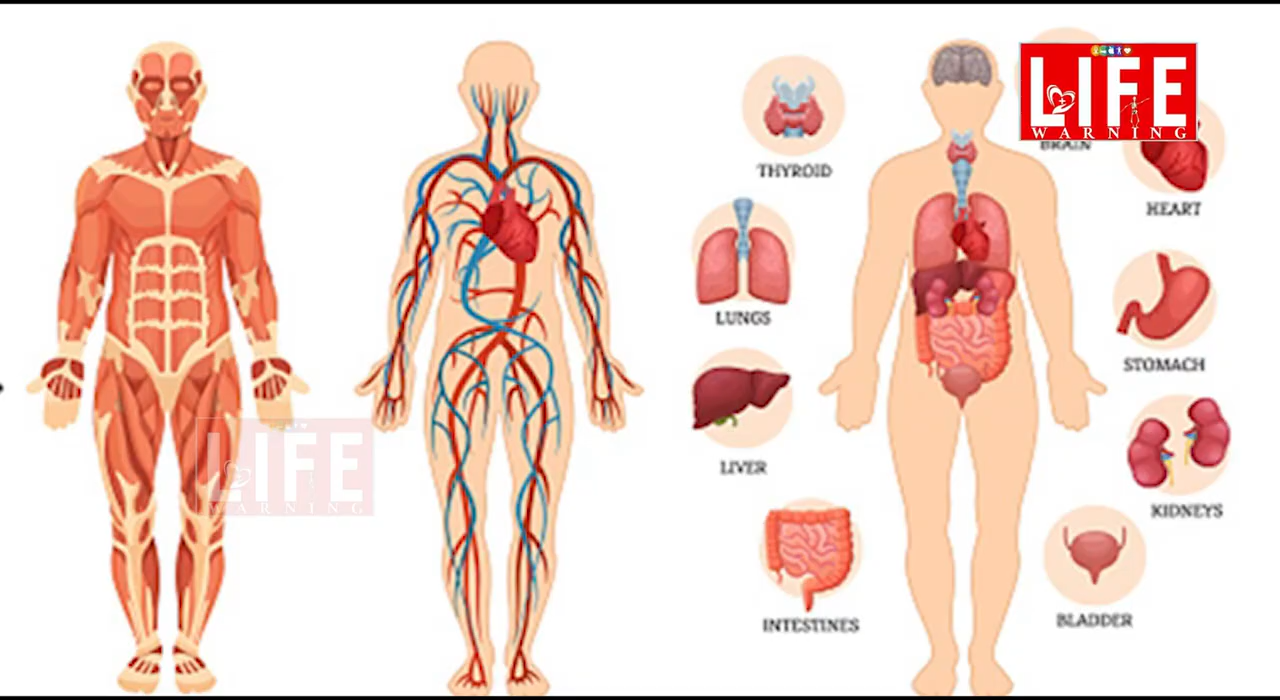 LIFE
WARNING
BRAIN
THYROID
HEART
LUNGS
STOMACH
LIVER
KIDNEYS
INTESTINES
BLADDER
LIFE
WARNING